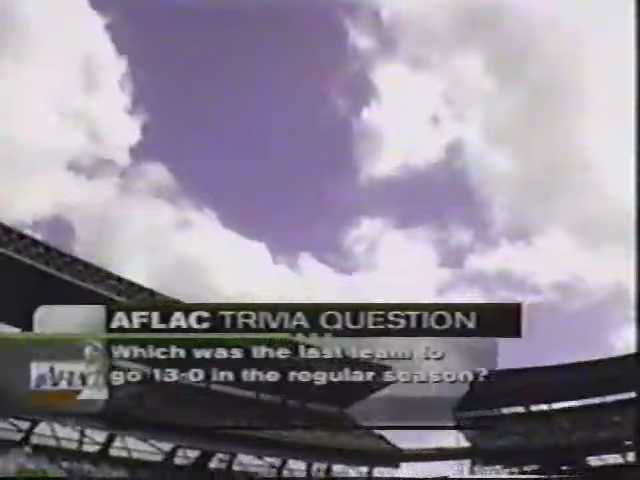 AFLAC TRIVIA QUESTION
Which was the last team to
go 13-0 in the regular season?